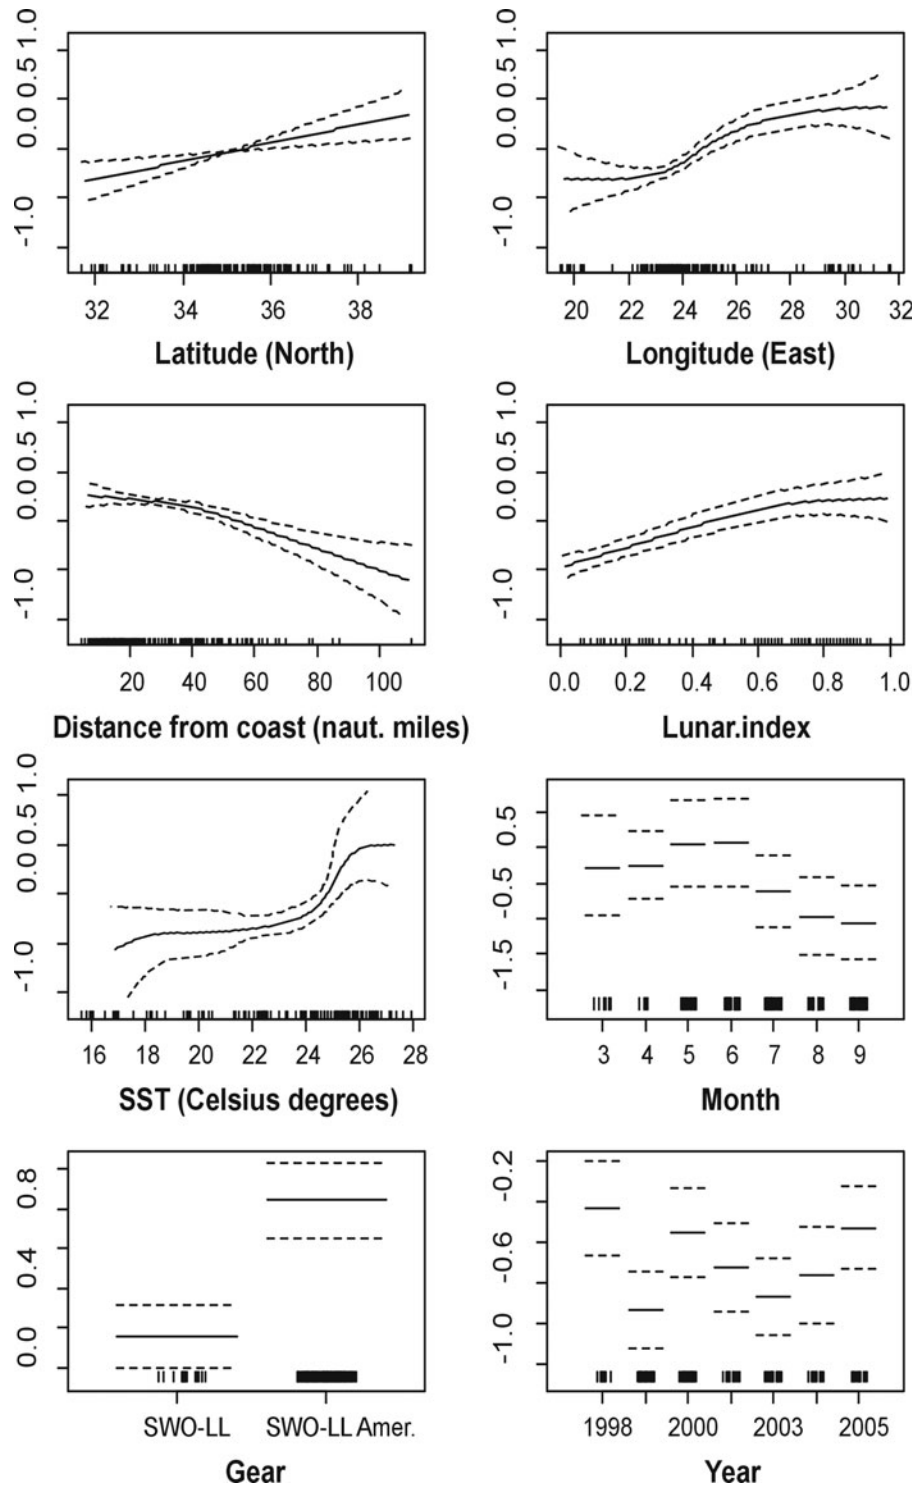 -1.0 0.0 0.5 1.0
32 34 36 38
Latitude (North)
-1.0 0.0 0.5 1.0
20 22 24 26 28 30 32
Longitude (East)
-1.0 0.0 0.5 1.0
20 40 60 80 100
Distance from coast (naut. miles)
-1.0 0.0 0.5 1.0
0.0 0.2 0.4 0.6 0.8 1.0
Lunar.index
-1.0 0.0 0.5 1.0
16 18 20 22 24 26 28
SST (Celsius degrees)
-1.5 -0.5 0.5
3 4 5 6 7 8 9
Month
0.0 0.4 0.8
SWO-LL SWO-LL Amer.
Gear
-1.0 -0.6 -0.2
1998 2000 2003 2005
Year